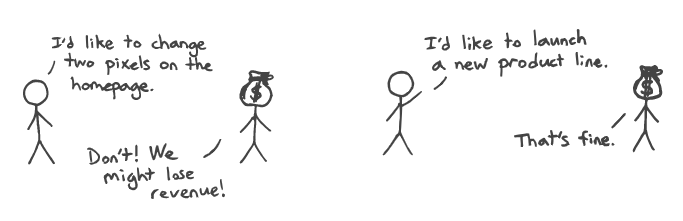 I'd like to change
two pixels on the
homepage.
$
Don't! We
might lose
revenue!
I'd like to launch
a new product line.
$
That's fine.